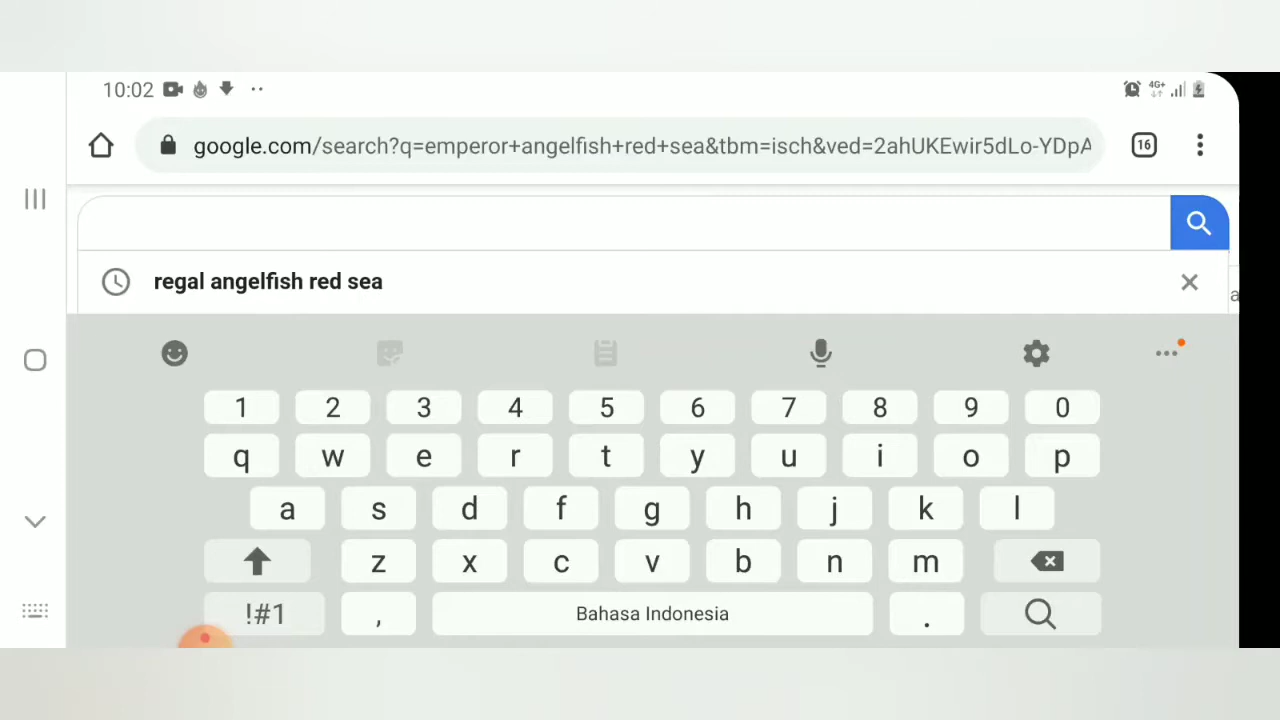 10:02 4G+
google.com/search?q=emperor+angelfish+red+sea&tbm=isch&ved=2ahUKEwir5dLo-YDpA
16
regal angelfish red sea
a
1 2 3 4 5 6 7 8 9 0
q w e r t y u i o p
a s d f g h j k l
z x c v b n m
!#1 , Bahasa Indonesia .